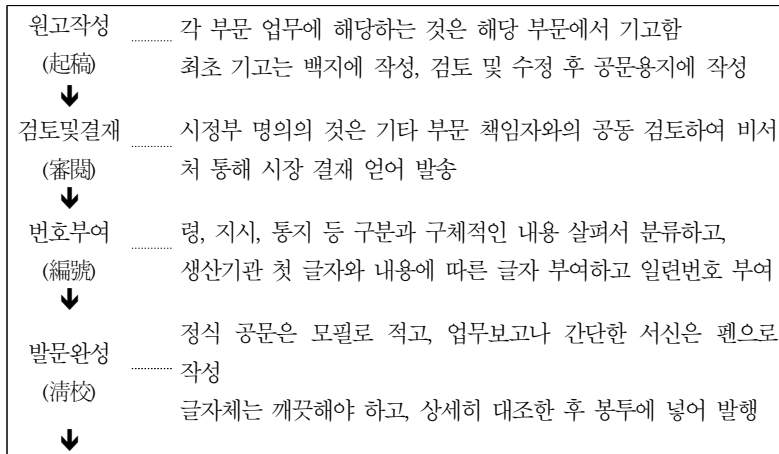 원고작성 ············ 각 부문 업무에 해당하는 것은 해당 부문에서 기고함
(起稿) 최초 기고는 백지에 작성, 검토 및 수정 후 공문용지에 작성
🡻
검토및결재 ············ 시정부 명의의 것은 기타 부문 책임자와의 공동 검토하여 비서
(審閱) 처 통해 시장 결재 얻어 발송
🡻
번호부여 ············ 령, 지시, 통지 등 구분과 구체적인 내용 살펴서 분류하고,
(編號) 생산기관 첫 글자와 내용에 따른 글자 부여하고 일련번호 부여
🡻
정식 공문은 모필로 적고, 업무보고나 간단한 서신은 펜으로
발문완성 ············ 작성
(淸校) 글자체는 깨끗해야 하고, 상세히 대조한 후 봉투에 넣어 발행
🡻